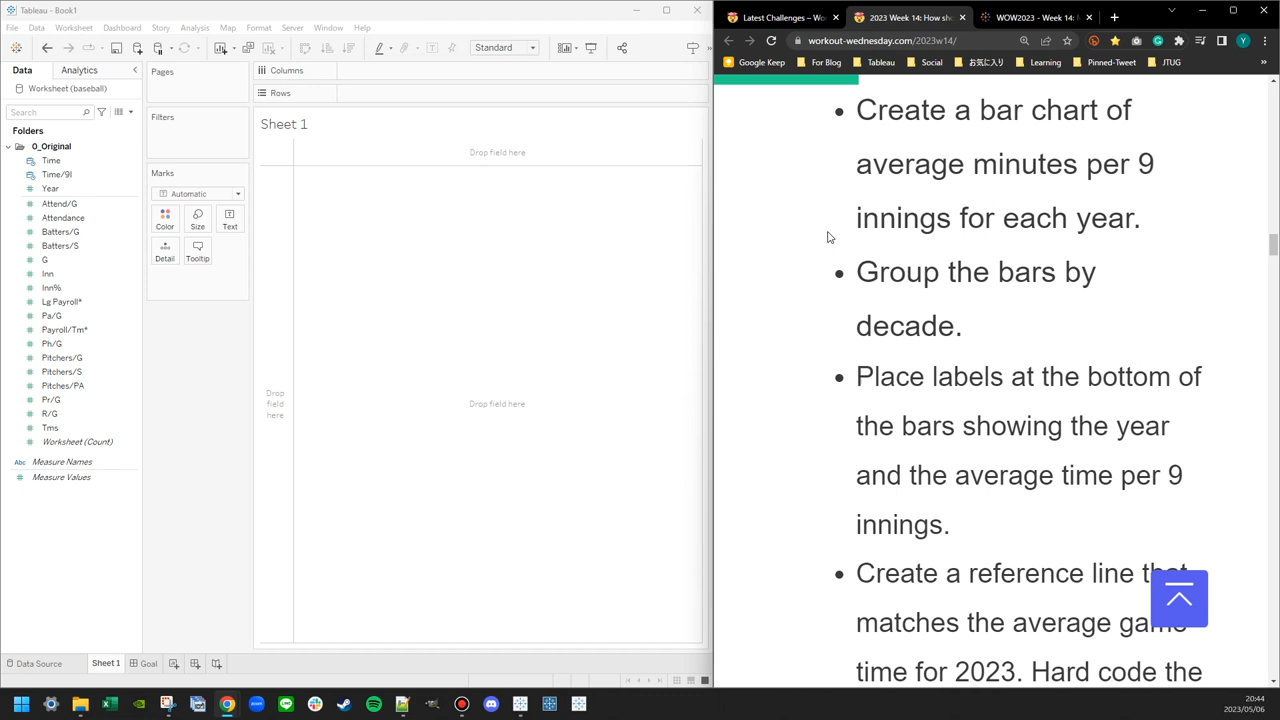 Tableau - Book1
File Data Worksheet Dashboard Story Analysis Map Format Server Window Help
Standard
Data Analytics
Worksheet (baseball)
Search
Folders
0_Original
Time
Time/9I
Year
Attend/G
Attendance
Batters/G
Batters/S
G
Inn
Inn%
Lg Payroll*
Pa/G
Payroll/Tm*
Ph/G
Pitchers/G
Pitchers/S
Pitches/PA
Pr/G
R/G
Tms
Worksheet (Count)
Abc Measure Names
Measure Values
Pages
Filters
Marks
Automatic
Color Size Text
Detail Tooltip
Columns
Rows
Sheet 1
Drop field here
Drop
field
here
Drop field here
Data Source Sheet 1 Goal
Latest Challenges – Wo
2023 Week 14: How sh
WOW2023 - Week 14:
workout-wednesday.com/2023w14/
Google Keep For Blog Tableau Social お気に入り Learning Pinned-Tweet JTUG
Y
• Create a bar chart of
average minutes per 9
innings for each year.
• Group the bars by
decade.
• Place labels at the bottom of
the bars showing the year
and the average time per 9
innings.
• Create a reference line that
matches the average game
time for 2023. Hard code the
20:44
2023/05/06